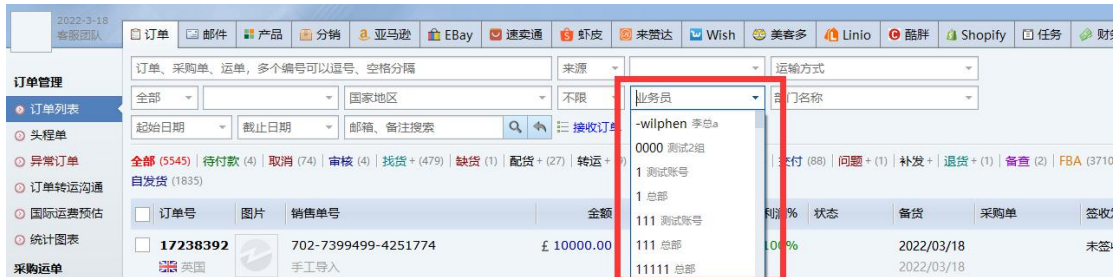 2022-3-18
客服团队
订单 邮件 产品 分销 亚马逊 EBay 速卖通 虾皮 来赞达 Wish 美客多 Linio 酷胖 Shopify 任务
订单管理
订单、采购单、运单，多个编号可以逗号、空格分隔 来源 运输方式
全部 国家地区 不限 业务员 部门名称
订单列表
起始日期 截止日期 邮箱、备注搜索 接收订单
头程单
-wilphen 李总a
0000 测试2组
异常订单
全部 (5545) 待付款 (4) 取消 (74) 审核 (4) 找货+ (479) 缺货 (1) 配货+ (27) 转运+ 交付 (88) 问题+ (1) 补发+ 退货+ (1) 备查 (2) FBA (3710
自发货 (1835)
1 测试账号
订单转运沟通
1 总部
国际运费预估
订单号 图片 销售单号 金额 利润% 状态 备货 采购单
111 测试账号
统计图表
17238392 702-7399499-4251774 £ 10000.00 111 总部 2022/03/18
采购运单
英国 手工导入 11111 总部 2022/03/18